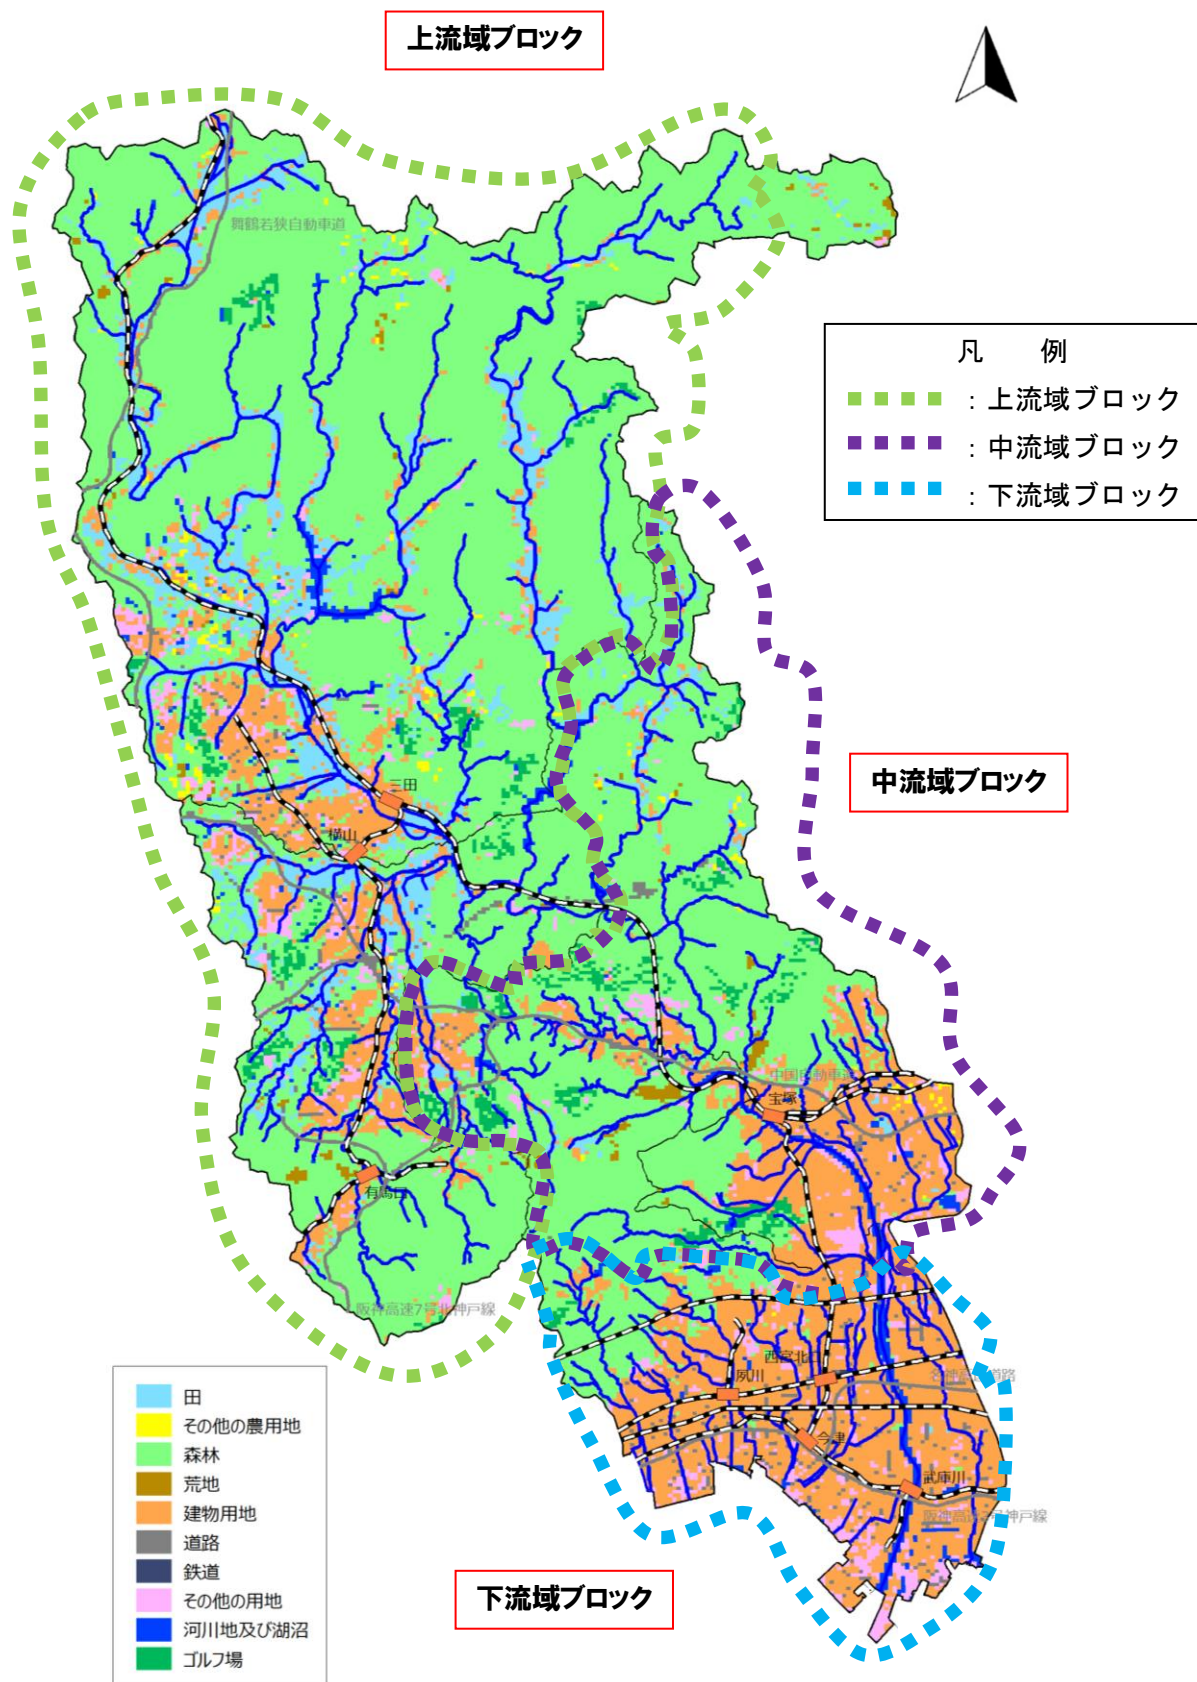 上流域ブロック
舞鶴若狭自動車道
凡 例
：上流域ブロック
：中流域ブロック
：下流域ブロック
中流域ブロック
三田
横山
中国自動車道
宝塚
有馬口
阪神高速7号北神戸線
西宮北口
夙川
名神高速道路
今津
武庫川
阪神高速3号神戸線
田
その他の農用地
森林
荒地
建物用地
道路
鉄道
その他の用地
河川地及び湖沼
ゴルフ場
下流域ブロック